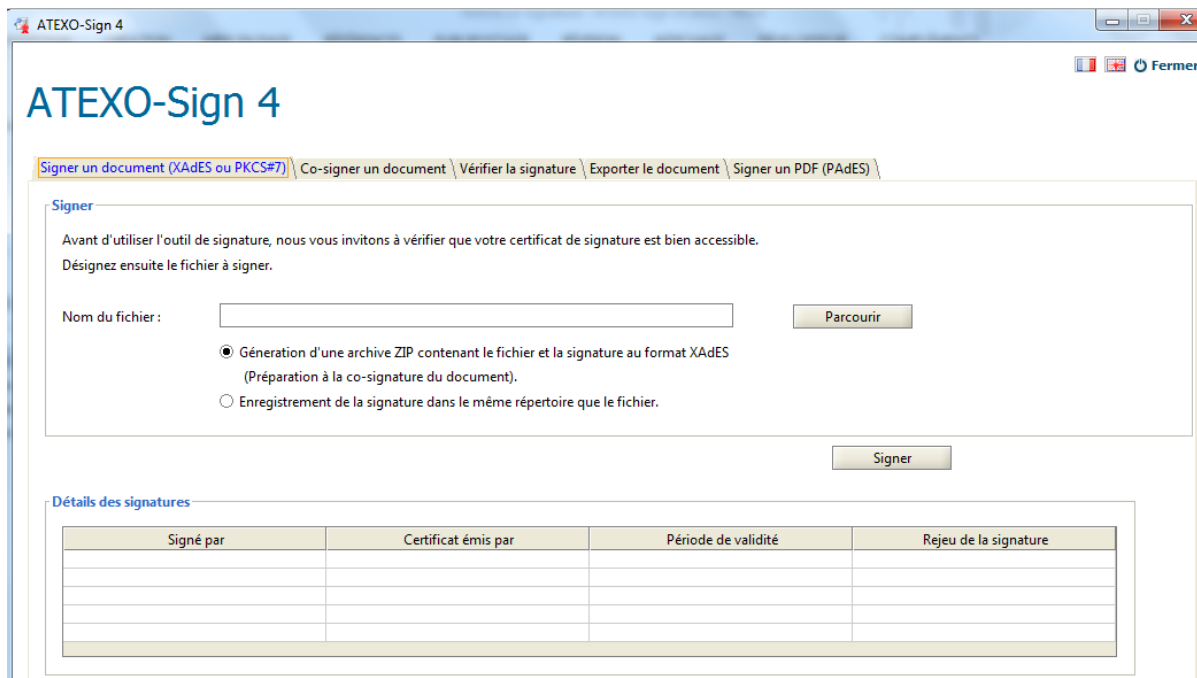 ATEXO-Sign 4
Fermer
ATEXO-Sign 4
Signer un document (XAdES ou PKCS#7) Co-signer un document Vérifier la signature Exporter le document Signer un PDF (PAdES)
Signer
Avant d'utiliser l'outil de signature, nous vous invitons à vérifier que votre certificat de signature est bien accessible.
Désignez ensuite le fichier à signer.
Nom du fichier : Parcourir
Géneration d'une archive ZIP contenant le fichier et la signature au format XAdES
(Préparation à la co-signature du document).
Enregistrement de la signature dans le même répertoire que le fichier.
Signer
Détails des signatures
Signé par Certificat émis par Période de validité Rejeu de la signature